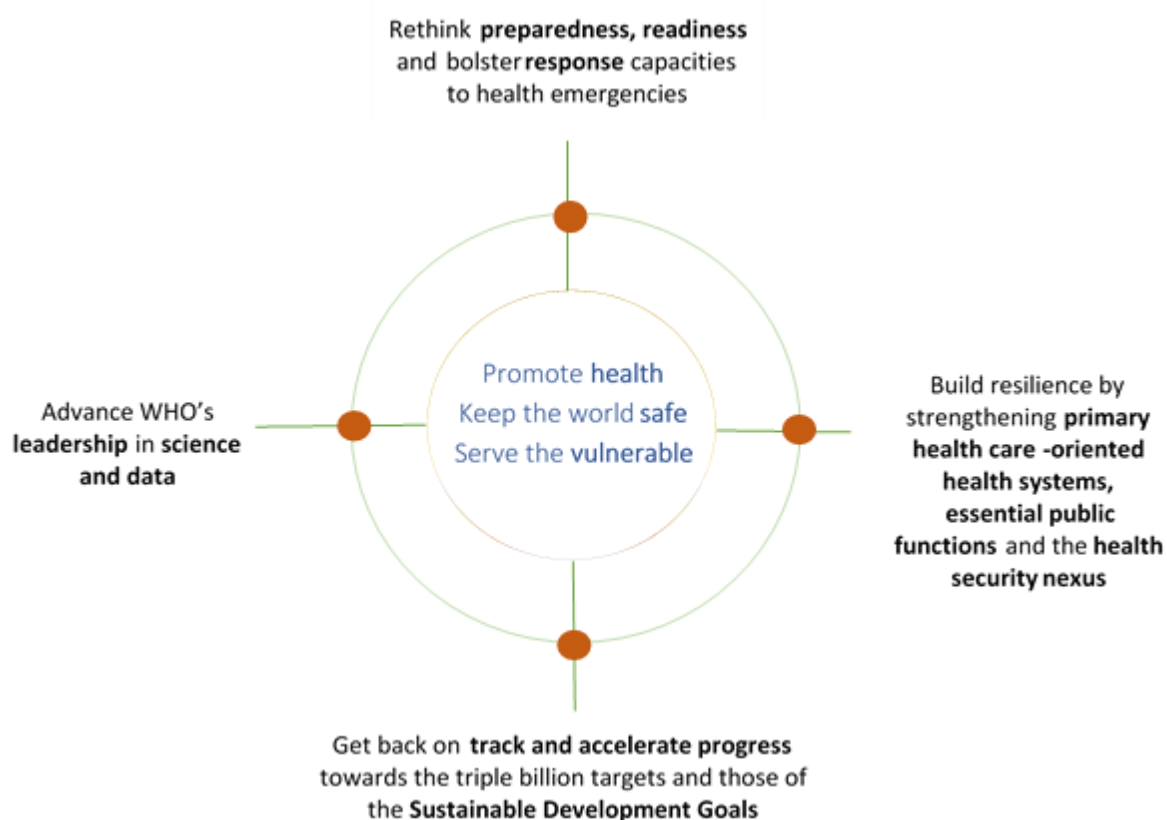 Rethink preparedness, readiness
and bolster response capacities
to health emergencies
Promote health
Keep the world safe
Serve the vulnerable
Advance WHO's
leadership in science
and data
Build resilience by
strengthening primary
health care -oriented
health systems,
essential public
functions and the health
security nexus
Get back on track and accelerate progress
towards the triple billion targets and those of
the Sustainable Development Goals